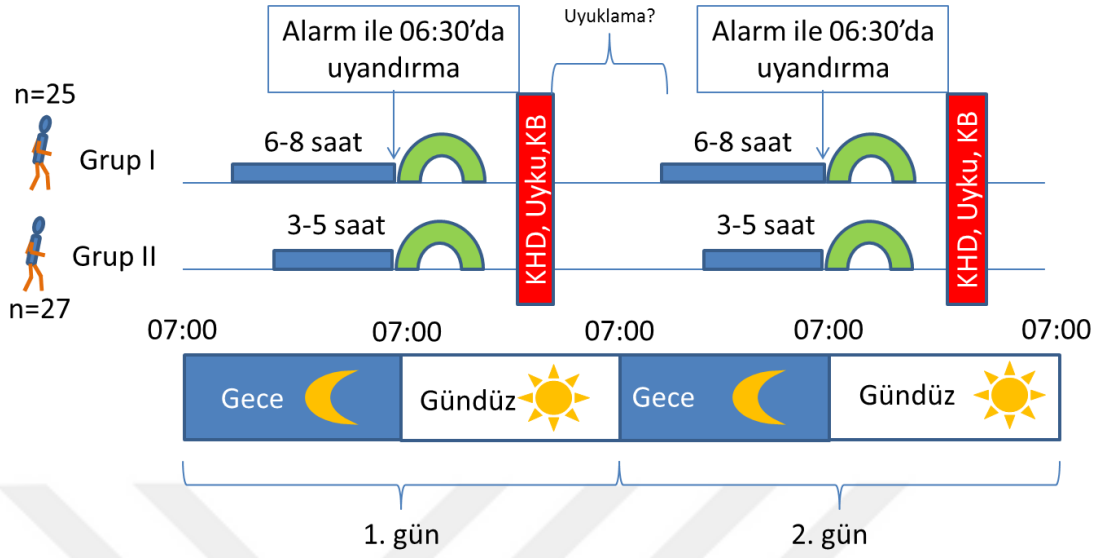 Alarm ile 06:30’da
uyandırma
Uyuklama?
Alarm ile 06:30’da
uyandırma
n=25
Grup I
6-8 saat
KHD, Uyku,KB
6-8 saat
KHD, Uyku, KB
Grup II
3-5 saat
3-5 saat
n=27
07:00
07:00
07:00
07:00
07:00
Gece
Gündüz
Gece
Gündüz
1. gün
2. gün